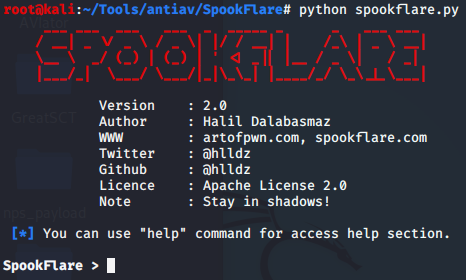 root@kali:~/Tools/antiav/SpookFlare# python spookflare.py
SPOOKFLARE
Version : 2.0
Author : Halil Dalabasmaz
WWW : artofpwn.com, spookflare.com
Twitter : @hlldz
Github : @hlldz
Licence : Apache License 2.0
Note : Stay in shadows!
[*] You can use "help" command for access help section.
SpookFlare >
GreatSCT
nps_payload